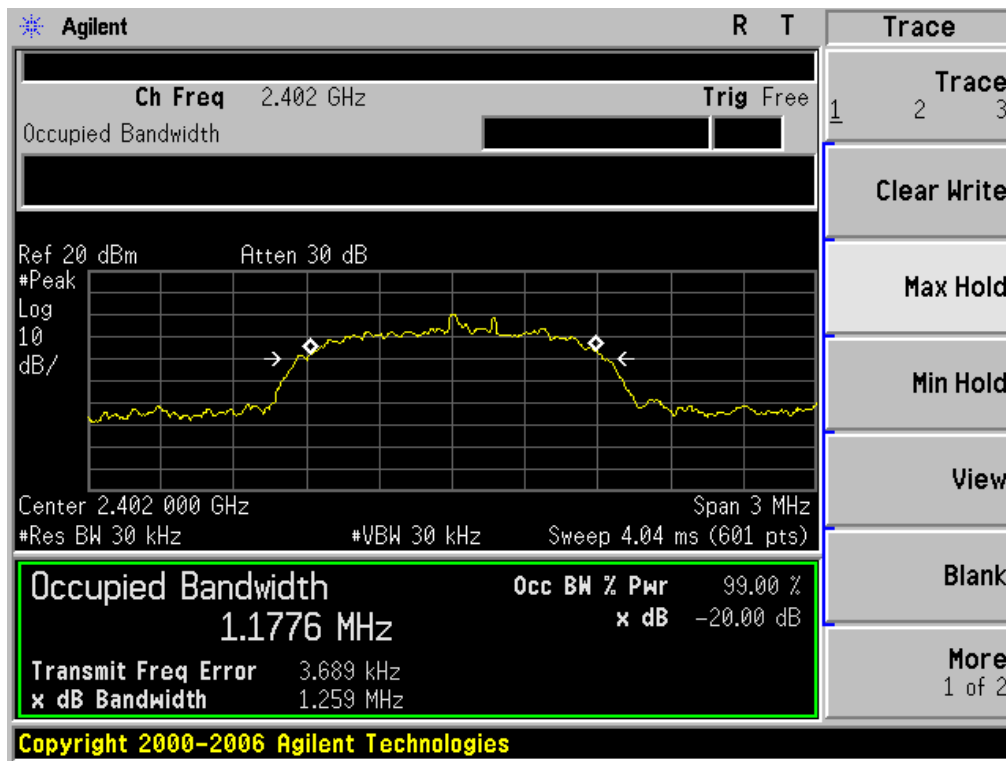 Agilent R T
Ch Freq 2.402 GHz Trig Free
Occupied Bandwidth
Ref 20 dBm Atten 30 dB
#Peak
Log
10
dB/
Center 2.402 000 GHz Span 3 MHz
#Res BW 30 kHz #VBW 30 kHz Sweep 4.04 ms (601 pts)
Occupied Bandwidth Occ BW % Pwr 99.00 %
1.1776 MHz x dB -20.00 dB
Transmit Freq Error 3.689 kHz
x dB Bandwidth 1.259 MHz
Copyright 2000-2006 Agilent Technologies
Trace
Trace
1 2 3
Clear Write
Max Hold
Min Hold
View
Blank
More
1 of 2